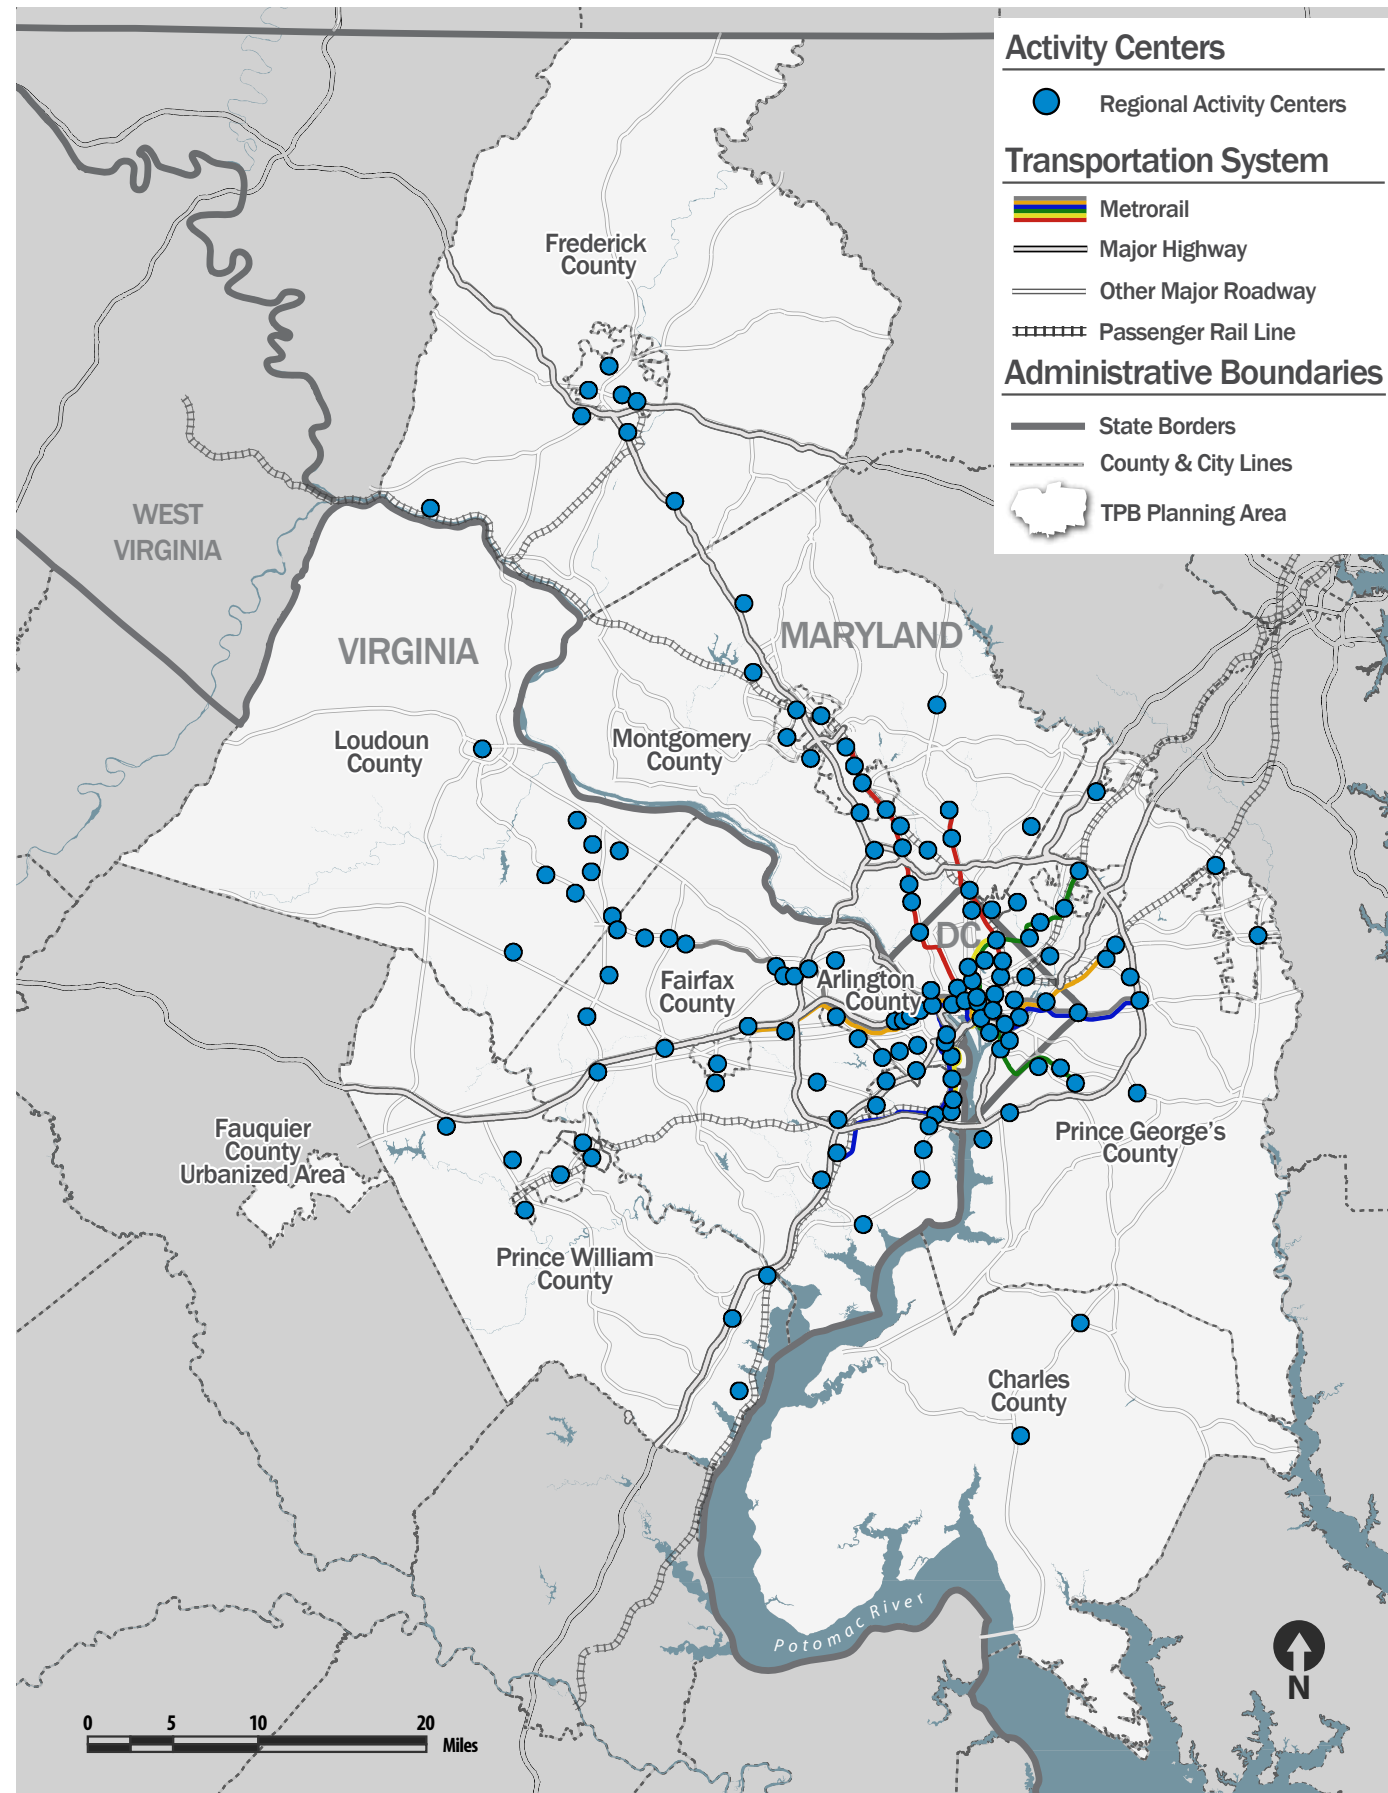 Activity Centers
Regional Activity Centers
Transportation System
Metrorail
Major Highway
Other Major Roadway
Passenger Rail Line
Administrative Boundaries
State Borders
County & City Lines
TPB Planning Area
Frederick
County
WEST
VIRGINIA
VIRGINIA
MARYLAND
Loudoun
County
Montgomery
County
DC
Fairfax
County
Arlington
County
Fauquier
County
Urbanized Area
Prince George's
County
Prince William
County
Charles
County
Potomac River
N
0 5 10 20
Miles